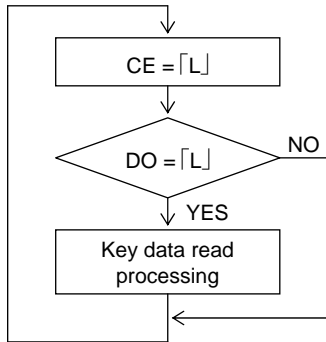 CE =「L」
DO =「L」
NO
YES
Key data read
processing